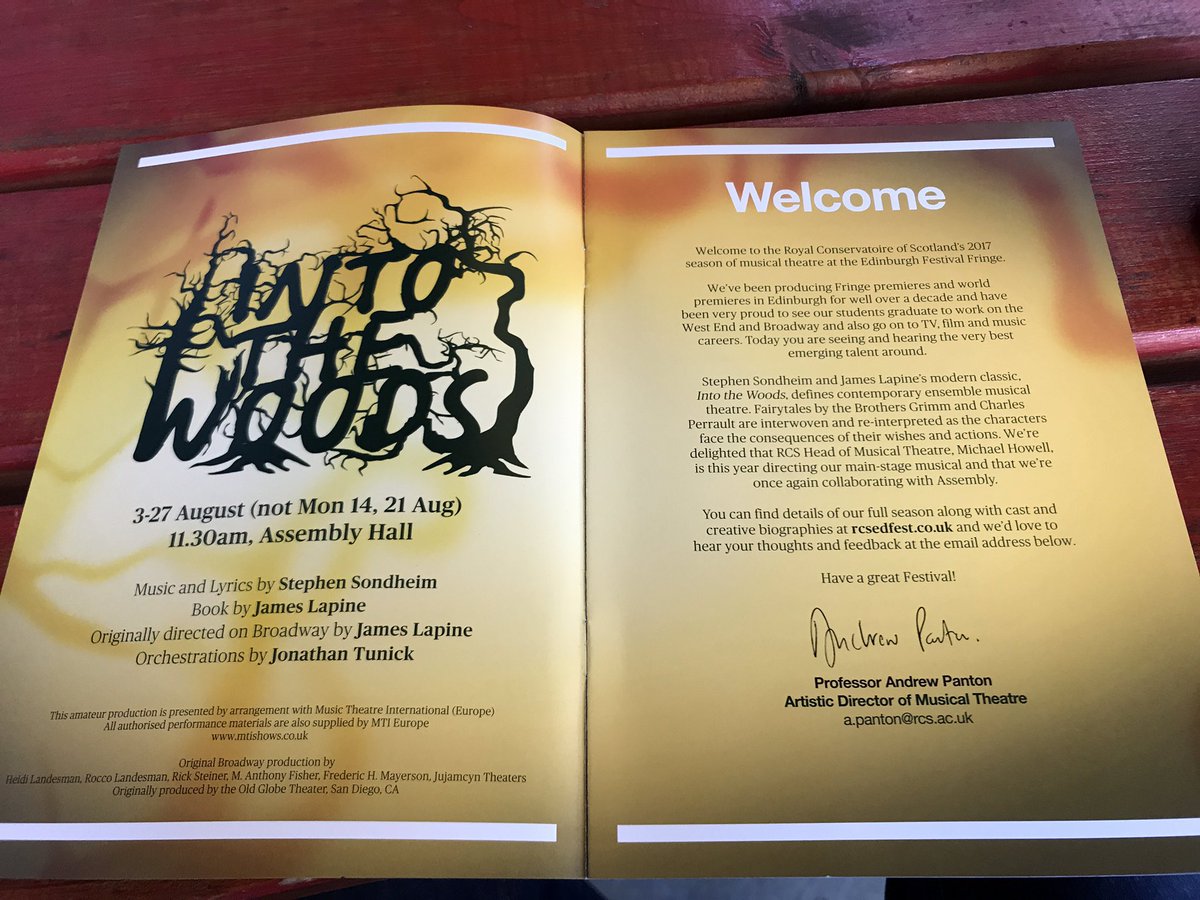 INTO
THE
WOODS
3-27 August (not Mon 14, 21 Aug)
11.30am, Assembly Hall
Music and Lyrics by Stephen Sondheim
Book by James Lapine
Originally directed on Broadway by James Lapine
Orchestrations by Jonathan Tunick
This amateur production is presented by arrangement with Music Theatre International (Europe)
All authorised performance materials are also supplied by MTI Europe
www.mtishows.co.uk
Original Broadway production by
Heidi Landesman, Rocco Landesman, Rick Steiner, M. Anthony Fisher, Frederic H. Mayerson, Jujamcyn Theaters
Originally produced by the Old Globe Theater, San Diego, CA
Welcome
Welcome to the Royal Conservatoire of Scotland's 2017
season of musical theatre at the Edinburgh Festival Fringe.
We've been producing Fringe premieres and world
premieres in Edinburgh for well over a decade and have
been very proud to see our students graduate to work on the
West End and Broadway and also go on to TV, film and music
careers. Today you are seeing and hearing the very best
emerging talent around.
Stephen Sondheim and James Lapine's modern classic,
Into the Woods, defines contemporary ensemble musical
theatre. Fairytales by the Brothers Grimm and Charles
Perrault are interwoven and re-interpreted as the characters
face the consequences of their wishes and actions. We're
delighted that RCS Head of Musical Theatre, Michael Howell,
is this year directing our main-stage musical and that we're
once again collaborating with Assembly.
You can find details of our full season along with cast and
creative biographies at rcsedfest.co.uk and we'd love to
hear your thoughts and feedback at the email address below.
Have a great Festival!
Andrew Panton.
Professor Andrew Panton
Artistic Director of Musical Theatre
a.panton@rcs.ac.uk